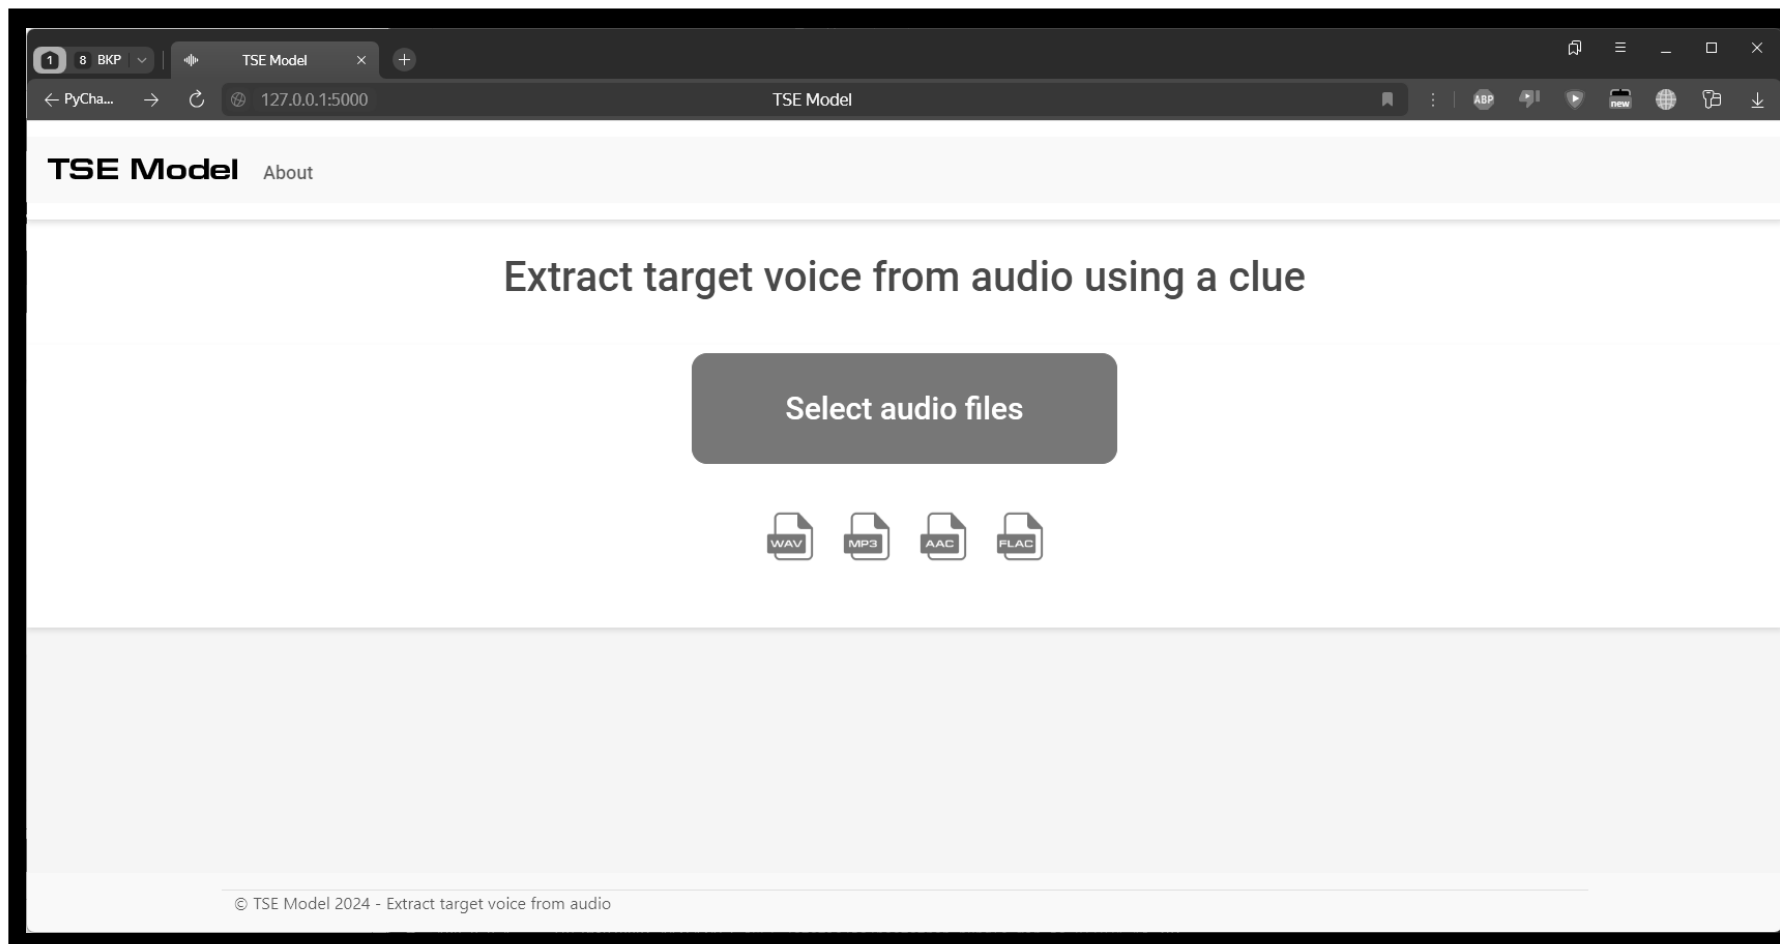 1 8 ВКР TSE Model
PyCha... 127.0.0.1:5000 TSE Model ABP new
TSE Model About
Extract target voice from audio using a clue
Select audio files
WAV MP3 AAC FLAC
© TSE Model 2024 - Extract target voice from audio